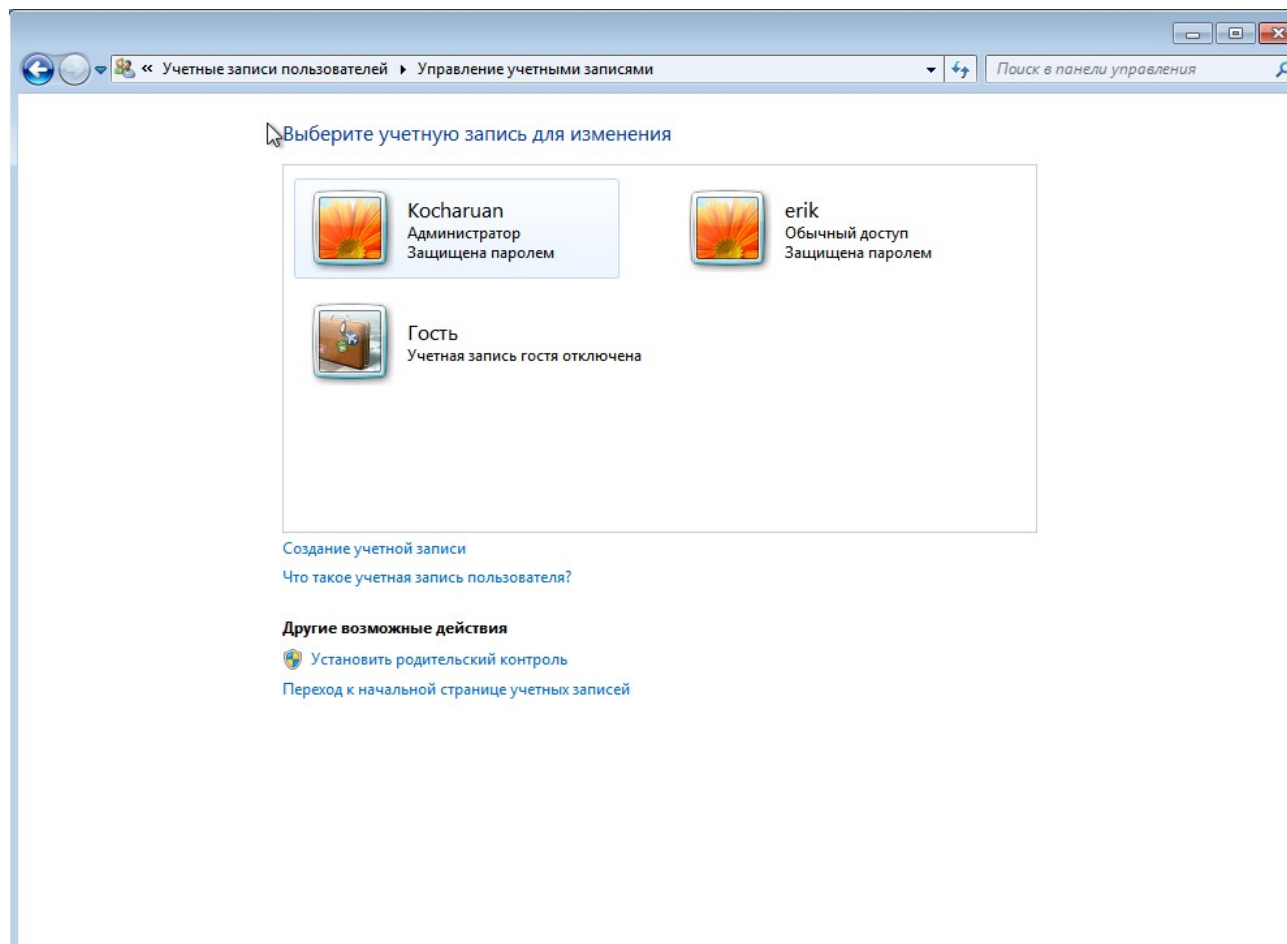 « Учетные записи пользователей Управление учетными записями
Поиск в панели управления
Выберите учетную запись для изменения
Kocharuan
Администратор
Защищена паролем
erik
Обычный доступ
Защищена паролем
Гость
Учетная запись гостя отключена
Создание учетной записи
Что такое учетная запись пользователя?
Другие возможные действия
Установить родительский контроль
Переход к начальной странице учетных записей